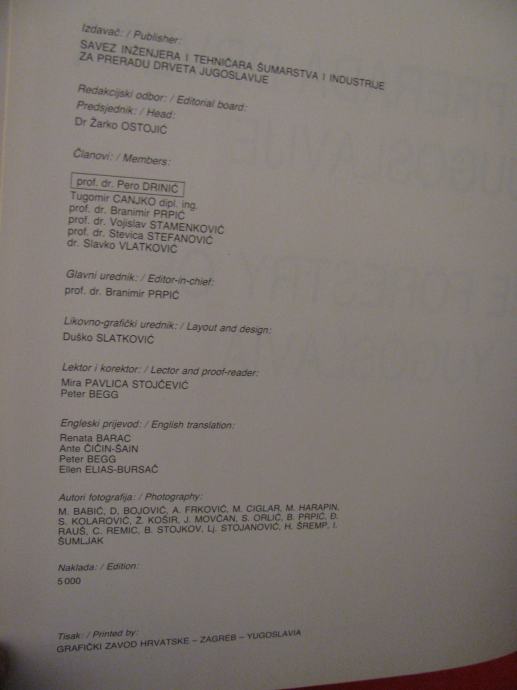 Izdavač: / Publisher:
SAVEZ INŽENJERA I TEHNIČARA ŠUMARSTVA I INDUSTRIJE
ZA PRERADU DRVETA JUGOSLAVIJE
Redakcijski odbor: / Editorial board:
Predsjednik: / Head:
Dr Žarko OSTOJIĆ
Članovi: / Members:
prof. dr. Pero DRINIĆ
Tugomir CANJKO dipl. ing.
prof. dr. Branimir PRPIĆ
prof. dr. Vojislav STAMENKOVIĆ
prof. dr. Stevica STEFANOVIĆ
dr. Slavko VLATKOVIĆ
Glavni urednik: / Editor-in-chief:
prof. dr. Branimir PRPIĆ
Likovno-grafički urednik: / Layout and design:
Duško SLATKOVIĆ
Lektor i korektor: / Lector and proof-reader:
Mira PAVLICA STOJČEVIĆ
Peter BEGG
Engleski prijevod: / English translation:
Renata BARAC
Ante ČIČIN-ŠAIN
Peter BEGG
Ellen ELIAS-BURSAČ
Autori fotografija: / Photography:
M. BABIĆ, D. BOJOVIĆ, A. FRKOVIĆ, M. CIGLAR, M. HARAPIN,
S. KOLAROVIĆ, Ž. KOŠIR, J. MOVČAN, S. ORLIĆ, B. PRPIĆ, Đ.
RAUŠ, C. REMIC, B. STOJKOV, Lj. STOJANOVIĆ, H. ŠREMP, I.
ŠUMLJAK
Naklada: / Edition:
5 000
Tisak: / Printed by:
GRAFIČKI ZAVOD HRVATSKE – ZAGREB – YUGOSLAVIA